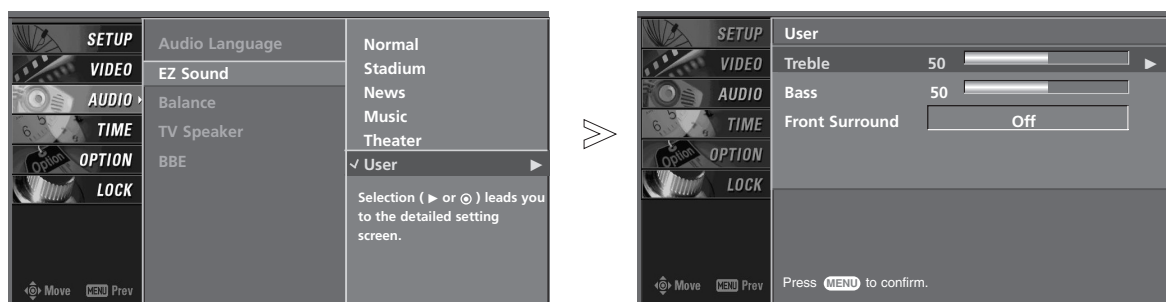 SETUP
VIDEO
AUDIO
TIME
OPTION
LOCK
Move MENU Prev
Audio Language
EZ Sound
Balance
TV Speaker
BBE
Normal
Stadium
News
Music
Theater
✓ User ▶
Selection ( ▶ or ◉ ) leads you
to the detailed setting
screen.
SETUP
VIDEO
AUDIO
TIME
OPTION
LOCK
Move MENU Prev
User
Treble 50 ▶
Bass 50
Front Surround Off
Press MENU to confirm.